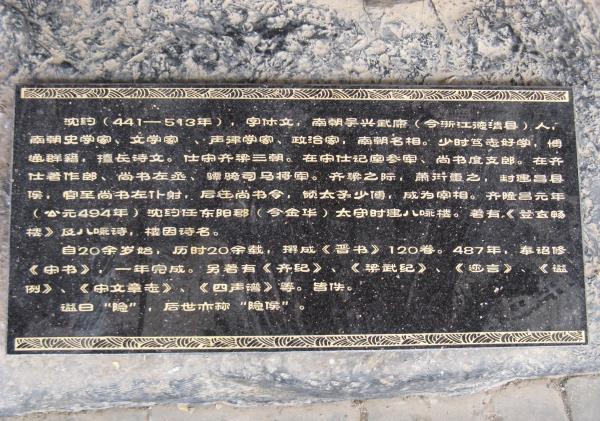 沈约（441—513年），字休文，南朝吴兴武康（今浙江德清县）人，
南朝史学家、文学家、声律学家、政治家，南朝名相。少时笃志好学，博
通群籍，擅长诗文。仕宋齐梁三朝。在宋仕记室参军、尚书度支郎。在齐
仕著作郎、尚书左丞、骠骑司马将军。齐梁之际，萧衍重之，封建昌县
侯，官至尚书左仆射，后迁尚书令，领太子少傅，成为宰相。齐隆昌元年
（公元494年）沈约任东阳郡（今金华）太守时建八咏楼。著有《登玄畅
楼》及八咏诗，楼因诗名。
自20余岁始，历时20余载，撰成《晋书》120卷。487年，奉诏修
《宋书》，一年完成。另著有《齐纪》、《梁武纪》、《迩言》、《谥
例》、《宋文章志》、《四声谱》等。皆佚。
谥曰“隐”，后世亦称“隐侯”。